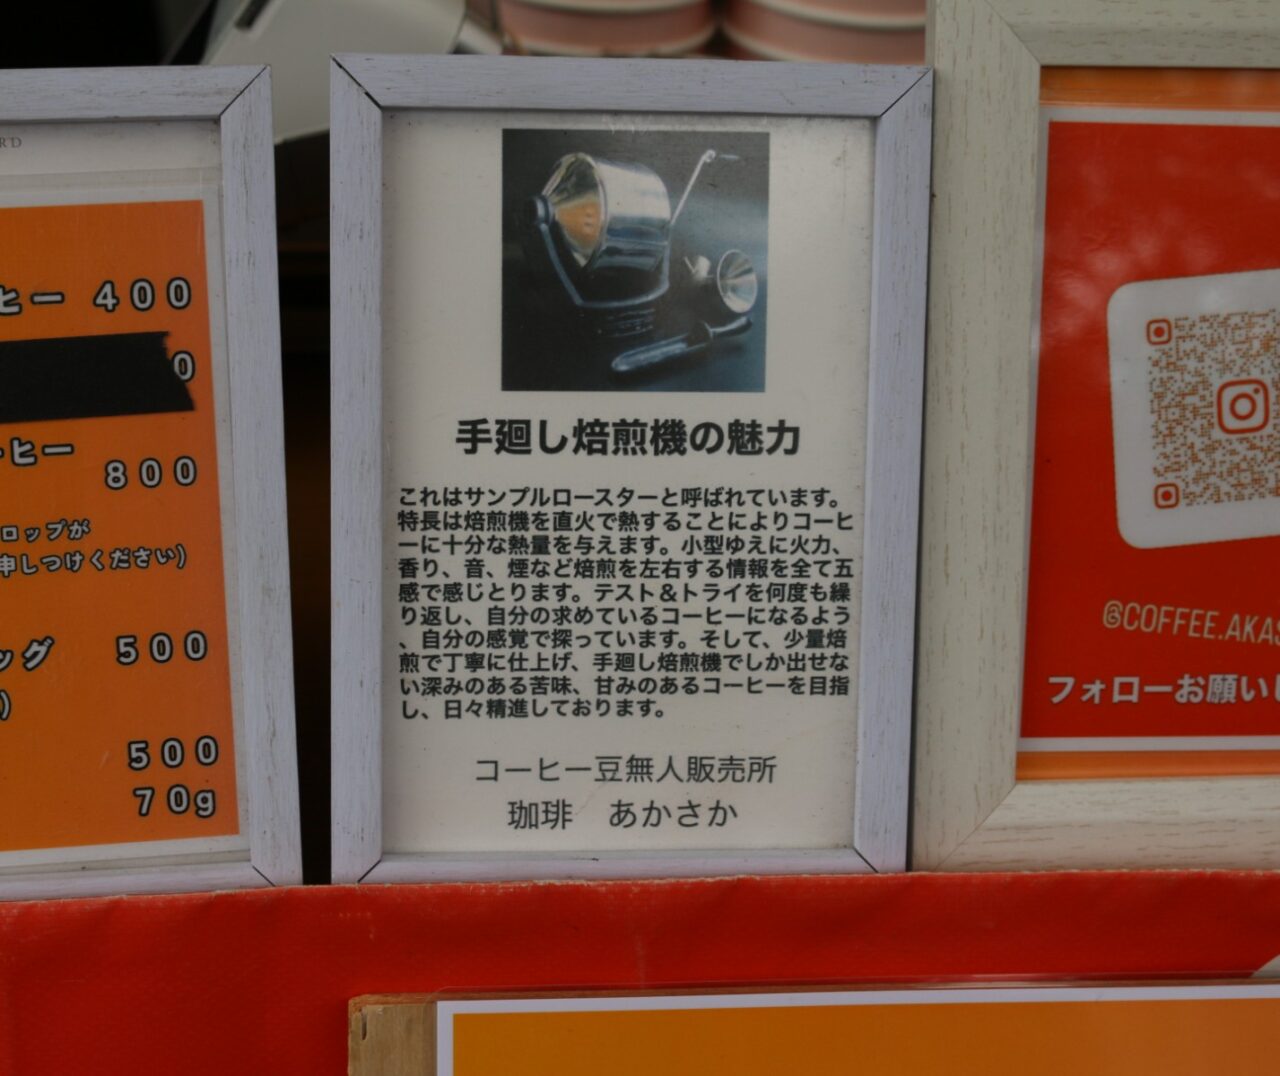 R'D
ヒー 400
0
ーヒー
800
ロップが
申しつけください)
ッグ 500
)
500
70g
手廻し焙煎機の魅力
これはサンプルロースターと呼ばれています。
特長は焙煎機を直火で熱することによりコーヒ
ーに十分な熱量を与えます。小型ゆえに火力、
香り、音、煙など焙煎を左右する情報を全て五
感で感じとります。テスト&トライを何度も繰
り返し、自分の求めているコーヒーになるよう
、自分の感覚で探っています。そして、少量焙
煎で丁寧に仕上げ、手廻し焙煎機でしか出せな
い深みのある苦味、甘みのあるコーヒーを目指
し、日々精進しております。
コーヒー豆無人販売所
珈琲　あかさか
@COFFEE.AKAS
フォローお願いし